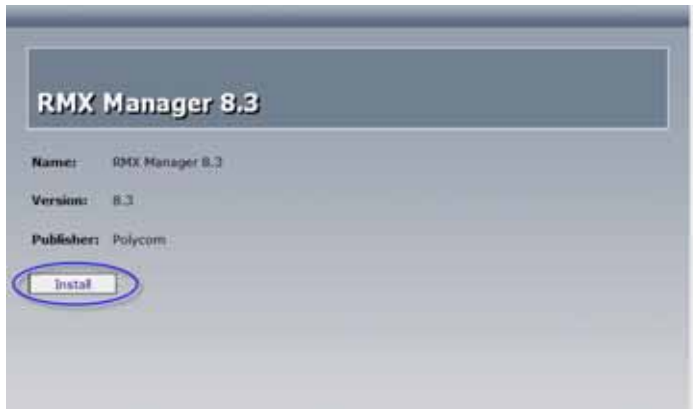 RMX Manager 8.3
Name: RMX Manager 8.3
Version: 8.3
Publisher: Polycom
Install